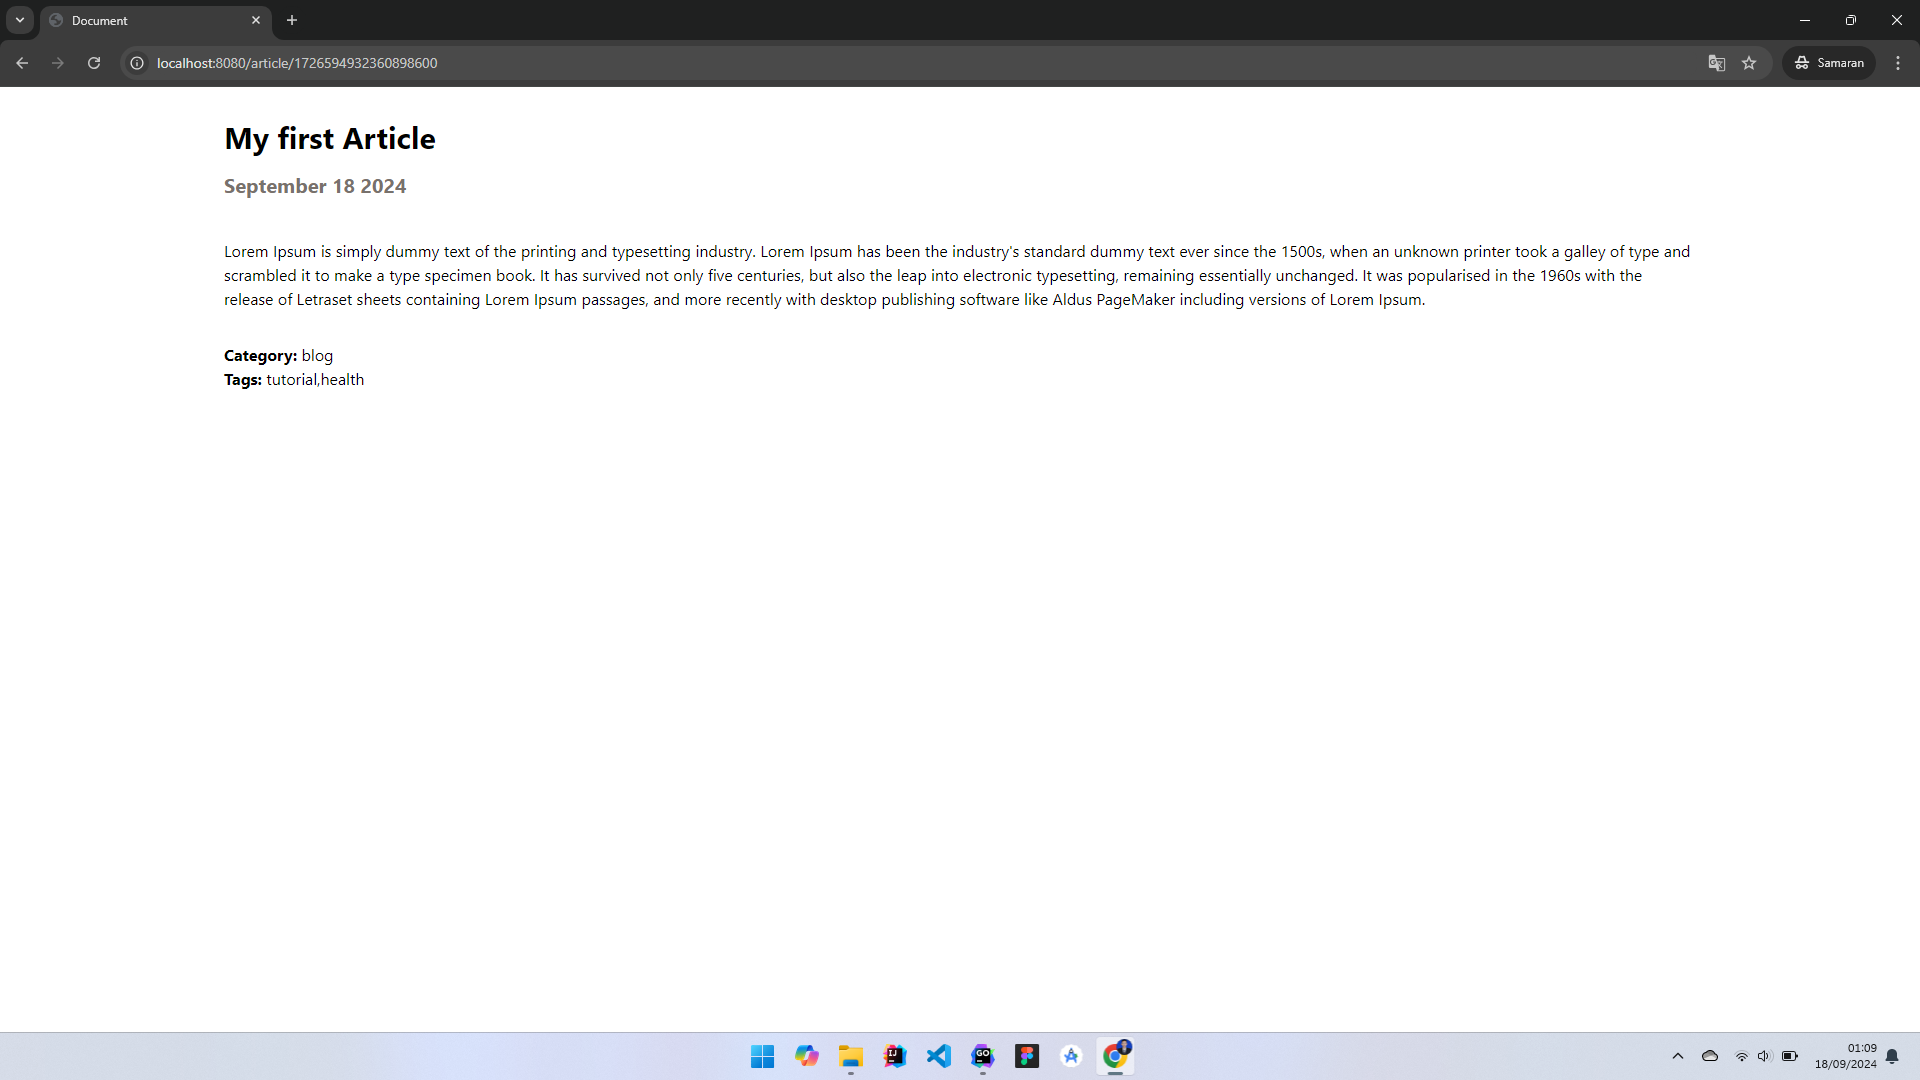 Document
localhost:8080/article/1726594932360898600
Samaran
My first Article
September 18 2024
Lorem Ipsum is simply dummy text of the printing and typesetting industry. Lorem Ipsum has been the industry's standard dummy text ever since the 1500s, when an unknown printer took a galley of type and
scrambled it to make a type specimen book. It has survived not only five centuries, but also the leap into electronic typesetting, remaining essentially unchanged. It was popularised in the 1960s with the
release of Letraset sheets containing Lorem Ipsum passages, and more recently with desktop publishing software like Aldus PageMaker including versions of Lorem Ipsum.
Category: blog
Tags: tutorial,health
IJ
GO
01:09
18/09/2024